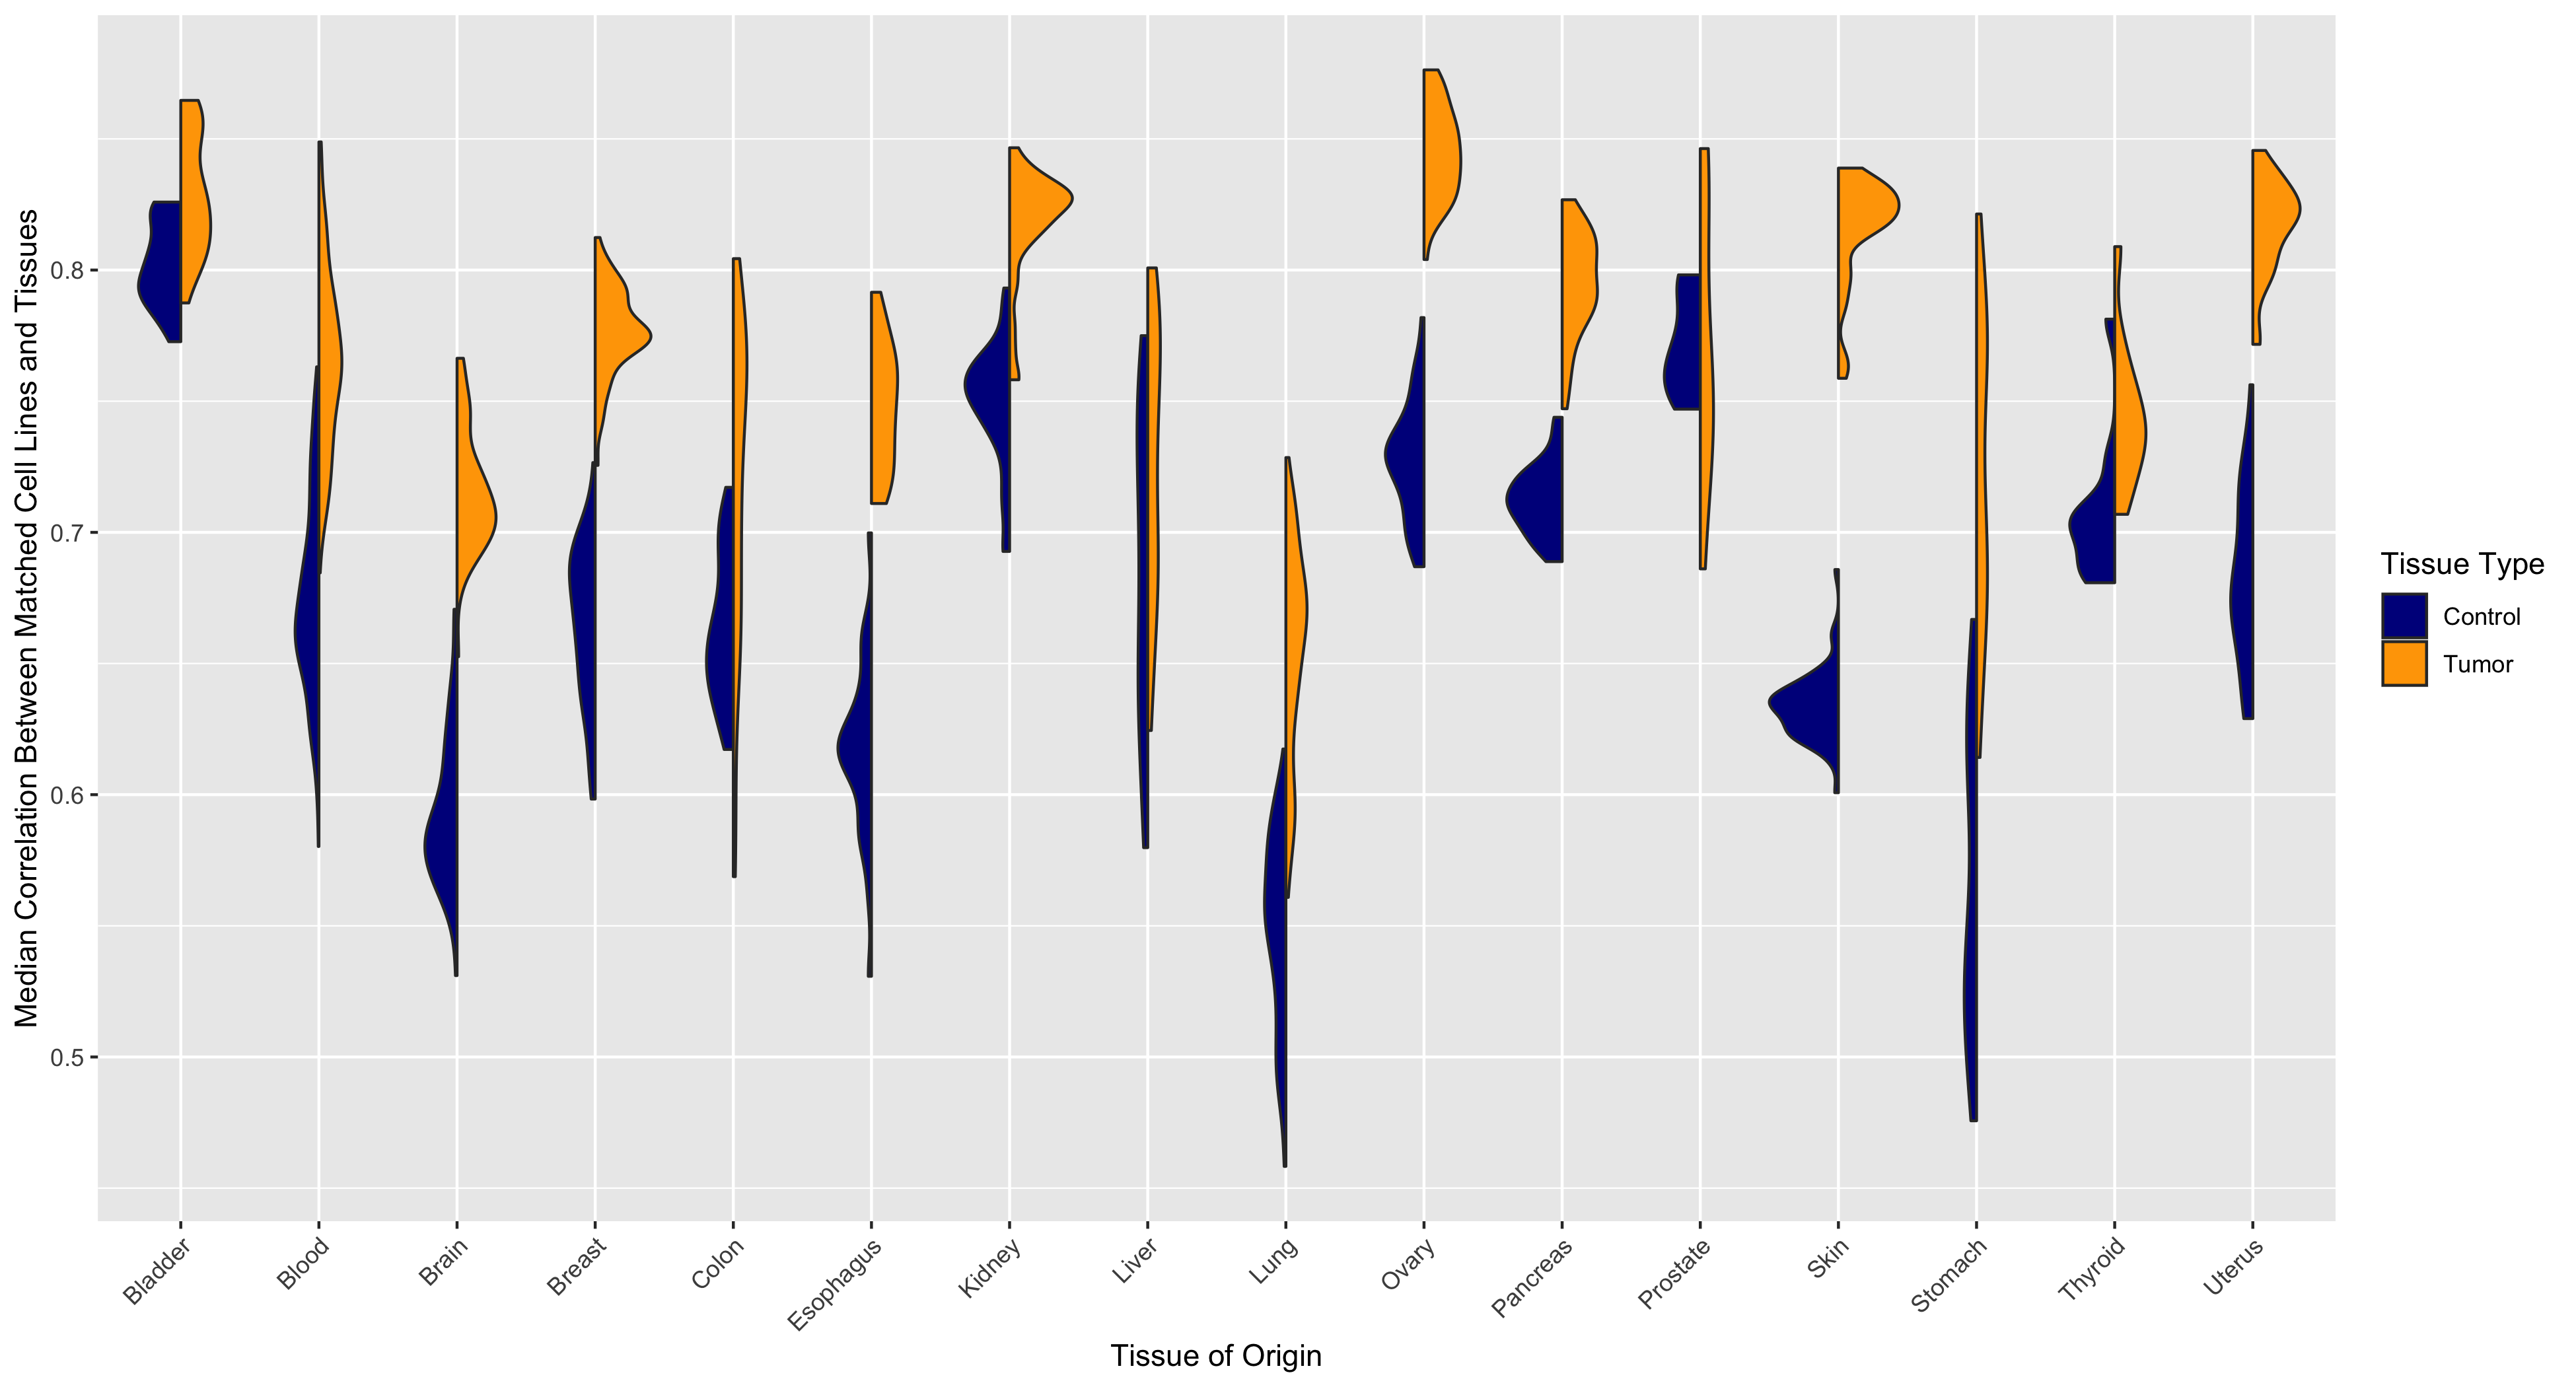 Median Correlation Between Matched Cell Lines and Tissues
0.8
0.7
0.6
0.5
Bladder
Blood
Brain
Breast
Colon
Esophagus
Kidney
Liver
Lung
Ovary
Pancreas
Prostate
Skin
Stomach
Thyroid
Uterus
Tissue of Origin
Tissue Type
Control
Tumor